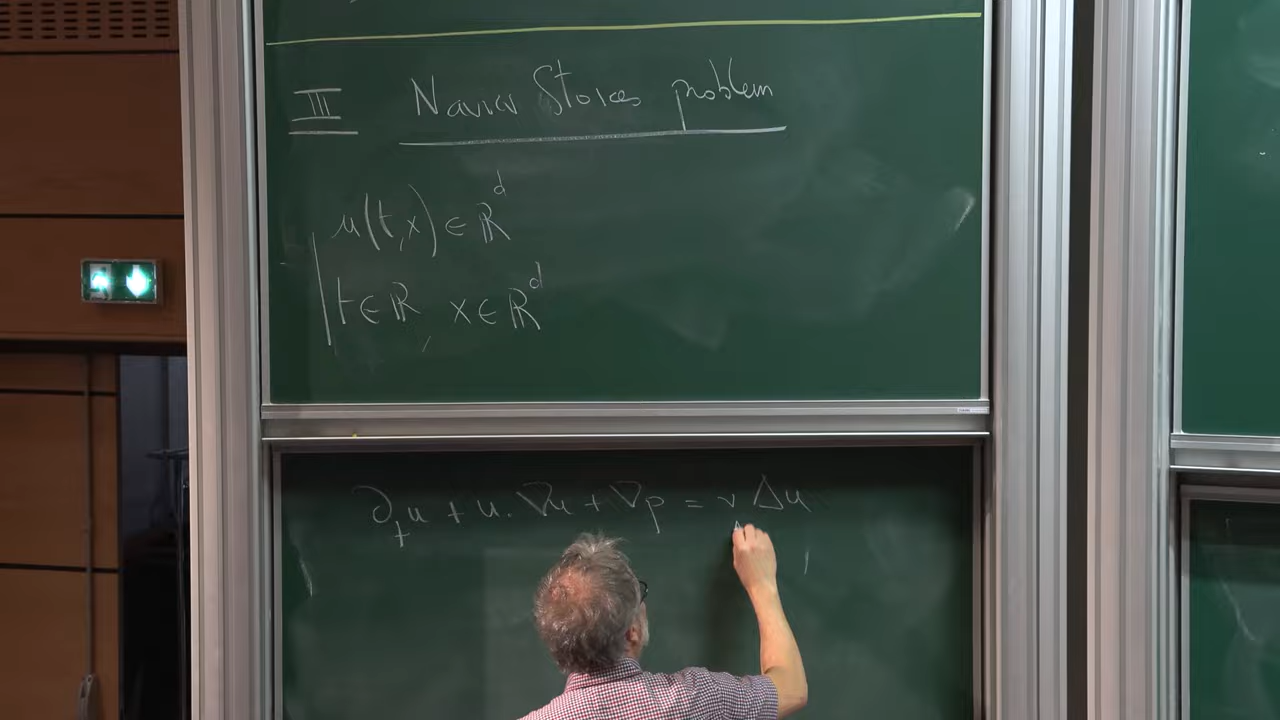 III Navier Stokes problem
u(t,x) ∈ ℝ^d
t ∈ ℝ, x ∈ ℝ^d
∂_t u + u. ∇u + ∇p = ν Δu